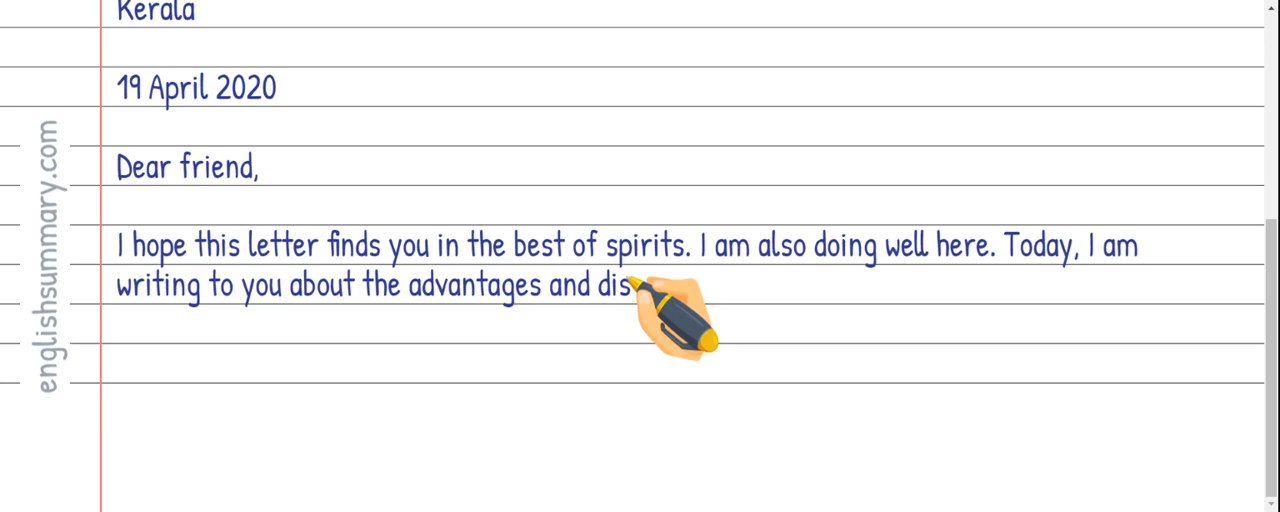 Kerala
19 April 2020
Dear friend,
I hope this letter finds you in the best of spirits. I am also doing well here. Today, I am
writing to you about the advantages and dis
englishsummary.com